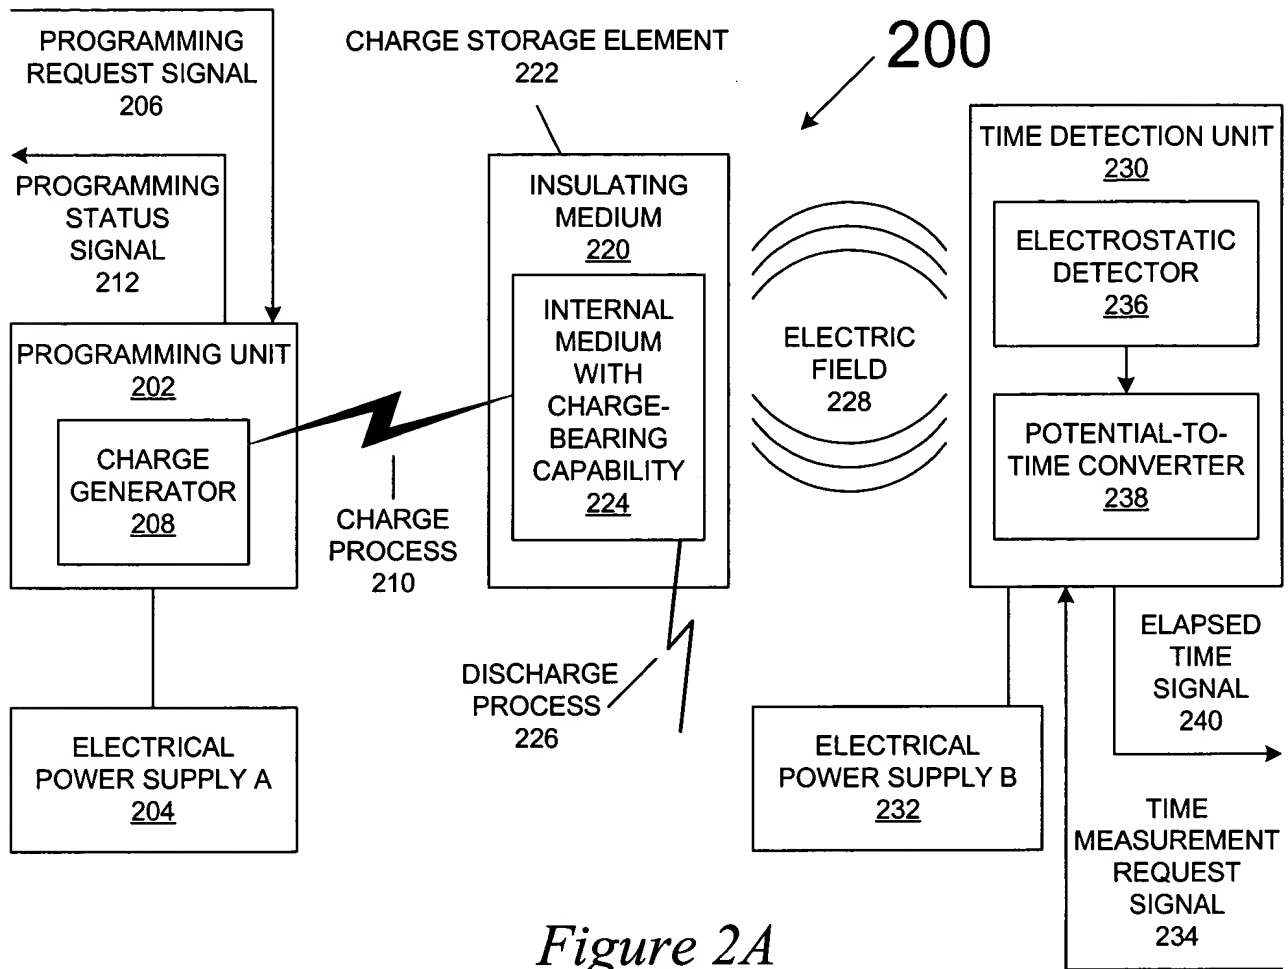 PROGRAMMING
REQUEST SIGNAL
206
CHARGE STORAGE ELEMENT
222
200
PROGRAMMING
STATUS
SIGNAL
212
PROGRAMMING UNIT
202
CHARGE
GENERATOR
208
CHARGE
PROCESS
210
INSULATING
MEDIUM
220
INTERNAL
MEDIUM
WITH
CHARGE-
BEARING
CAPABILITY
224
ELECTRIC
FIELD
228
TIME DETECTION UNIT
230
ELECTROSTATIC
DETECTOR
236
POTENTIAL-TO-
TIME CONVERTER
238
DISCHARGE
PROCESS
226
ELECTRICAL
POWER SUPPLY A
204
ELECTRICAL
POWER SUPPLY B
232
ELAPSED
TIME
SIGNAL
240
TIME
MEASUREMENT
REQUEST
SIGNAL
234
Figure 2A